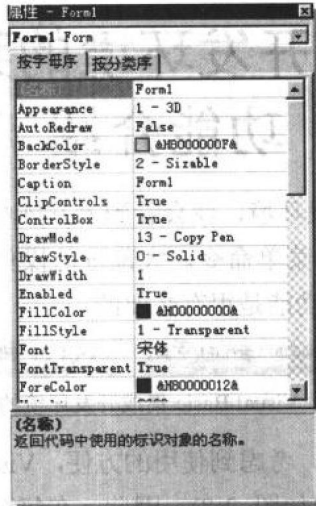 属性 - Form1
Form1 Form
按字母序 按分类序
(名称) Form1
Appearance 1 - 3D
AutoRedraw False
BackColor &H8000000F&
BorderStyle 2 - Sizable
Caption Form1
ClipControls True
ControlBox True
DrawMode 13 - Copy Pen
DrawStyle 0 - Solid
DrawWidth 1
Enabled True
FillColor &H00000000&
FillStyle 1 - Transparent
Font 宋体
FontTransparent True
ForeColor &H80000012&
(名称)
返回代码中使用的标识对象的名称。